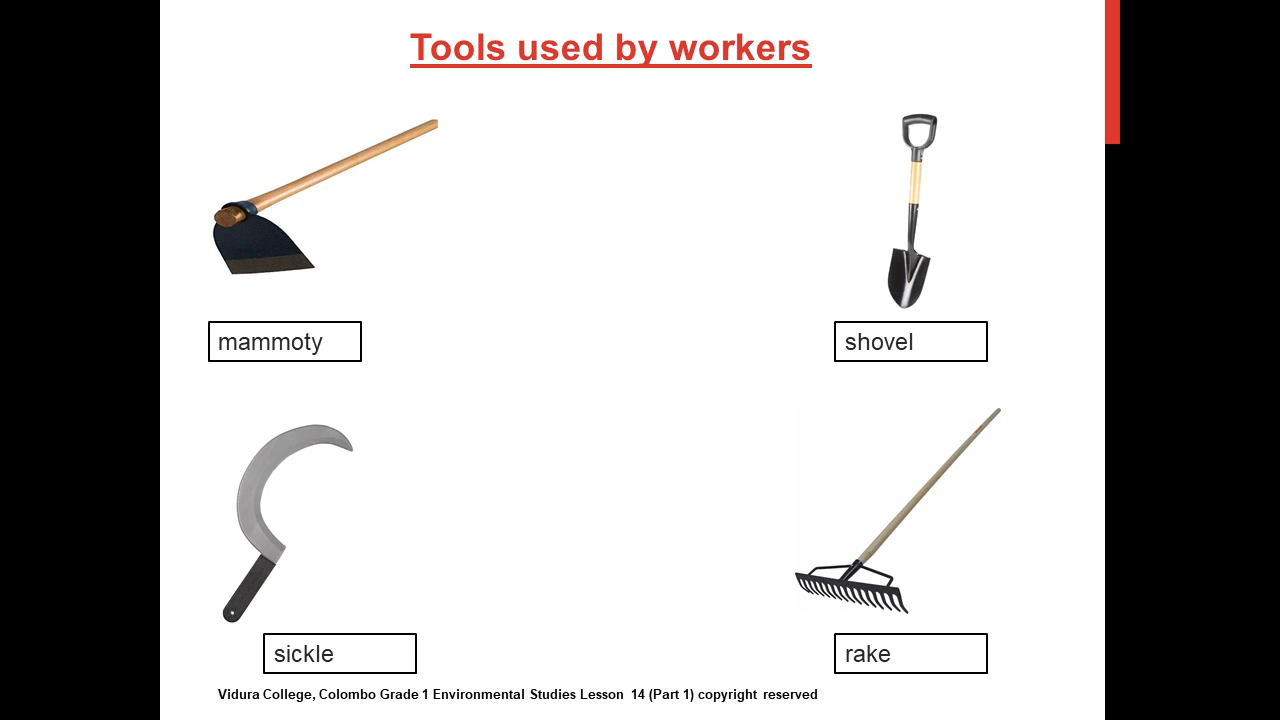 Tools used by workers
mammoty
shovel
sickle
rake
Vidura College, Colombo Grade 1 Environmental Studies Lesson 14 (Part 1) copyright reserved